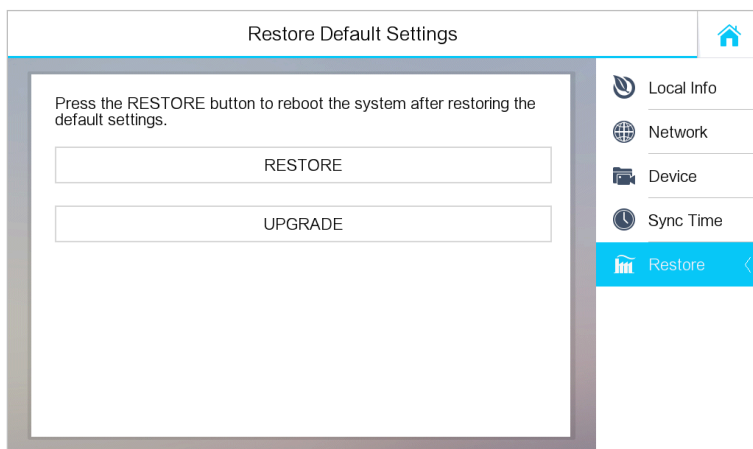 Restore Default Settings
Press the RESTORE button to reboot the system after restoring the
default settings.
RESTORE
UPGRADE
Local Info
Network
Device
Sync Time
Restore